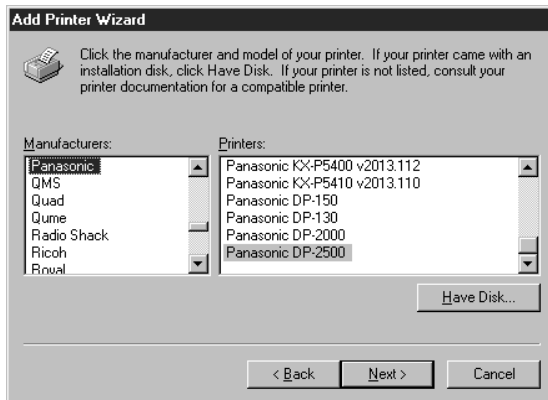 Add Printer Wizard
Click the manufacturer and model of your printer. If your printer came with an
installation disk, click Have Disk. If your printer is not listed, consult your
printer documentation for a compatible printer.
Manufacturers:
Panasonic
QMS
Quad
Qume
Radio Shack
Ricoh
Royal
Printers:
Panasonic KX-P5400 v2013.112
Panasonic KX-P5410 v2013.110
Panasonic DP-150
Panasonic DP-130
Panasonic DP-2000
Panasonic DP-2500
Have Disk...
< Back
Next >
Cancel